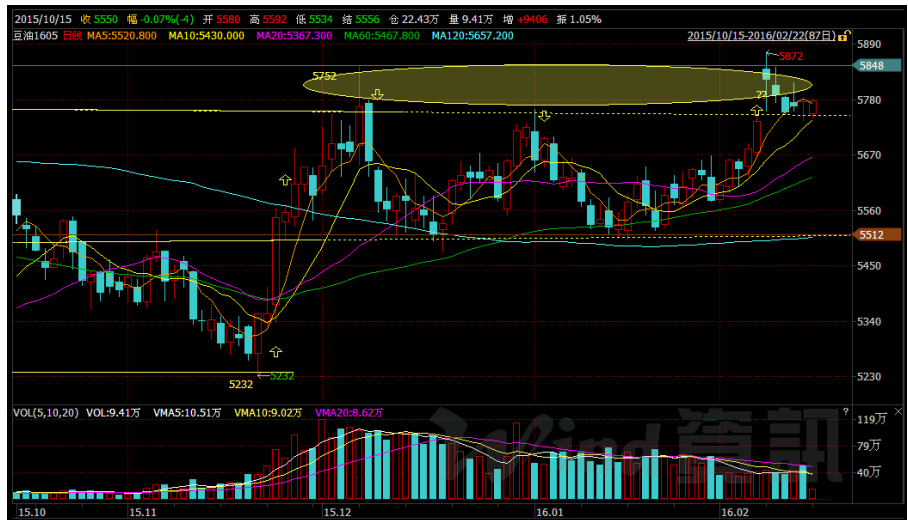 2015/10/15 收 5550 幅 -0.07%(-4) 开 5580 高 5592 低 5534 结 5556 仓 22.43万 量 9.41万 增 +9406 振 1.05%
豆油1605 日线 MA5:5520.800 MA10:5430.000 MA20:5367.300 MA60:5467.800 MA120:5657.200 2015/10/15-2016/02/22(87日)
5890
5872
5848
5752
??
5780
5670
5560
5512
5450
5340
5230
5232
5232
VOL(5,10,20) VOL:9.41万 VMA5:10.51万 VMA10:9.02万 VMA20:8.62万 ? ×
119万
79万
40万
Wind 資訊
15.10 15.11 15.12 16.01 16.02